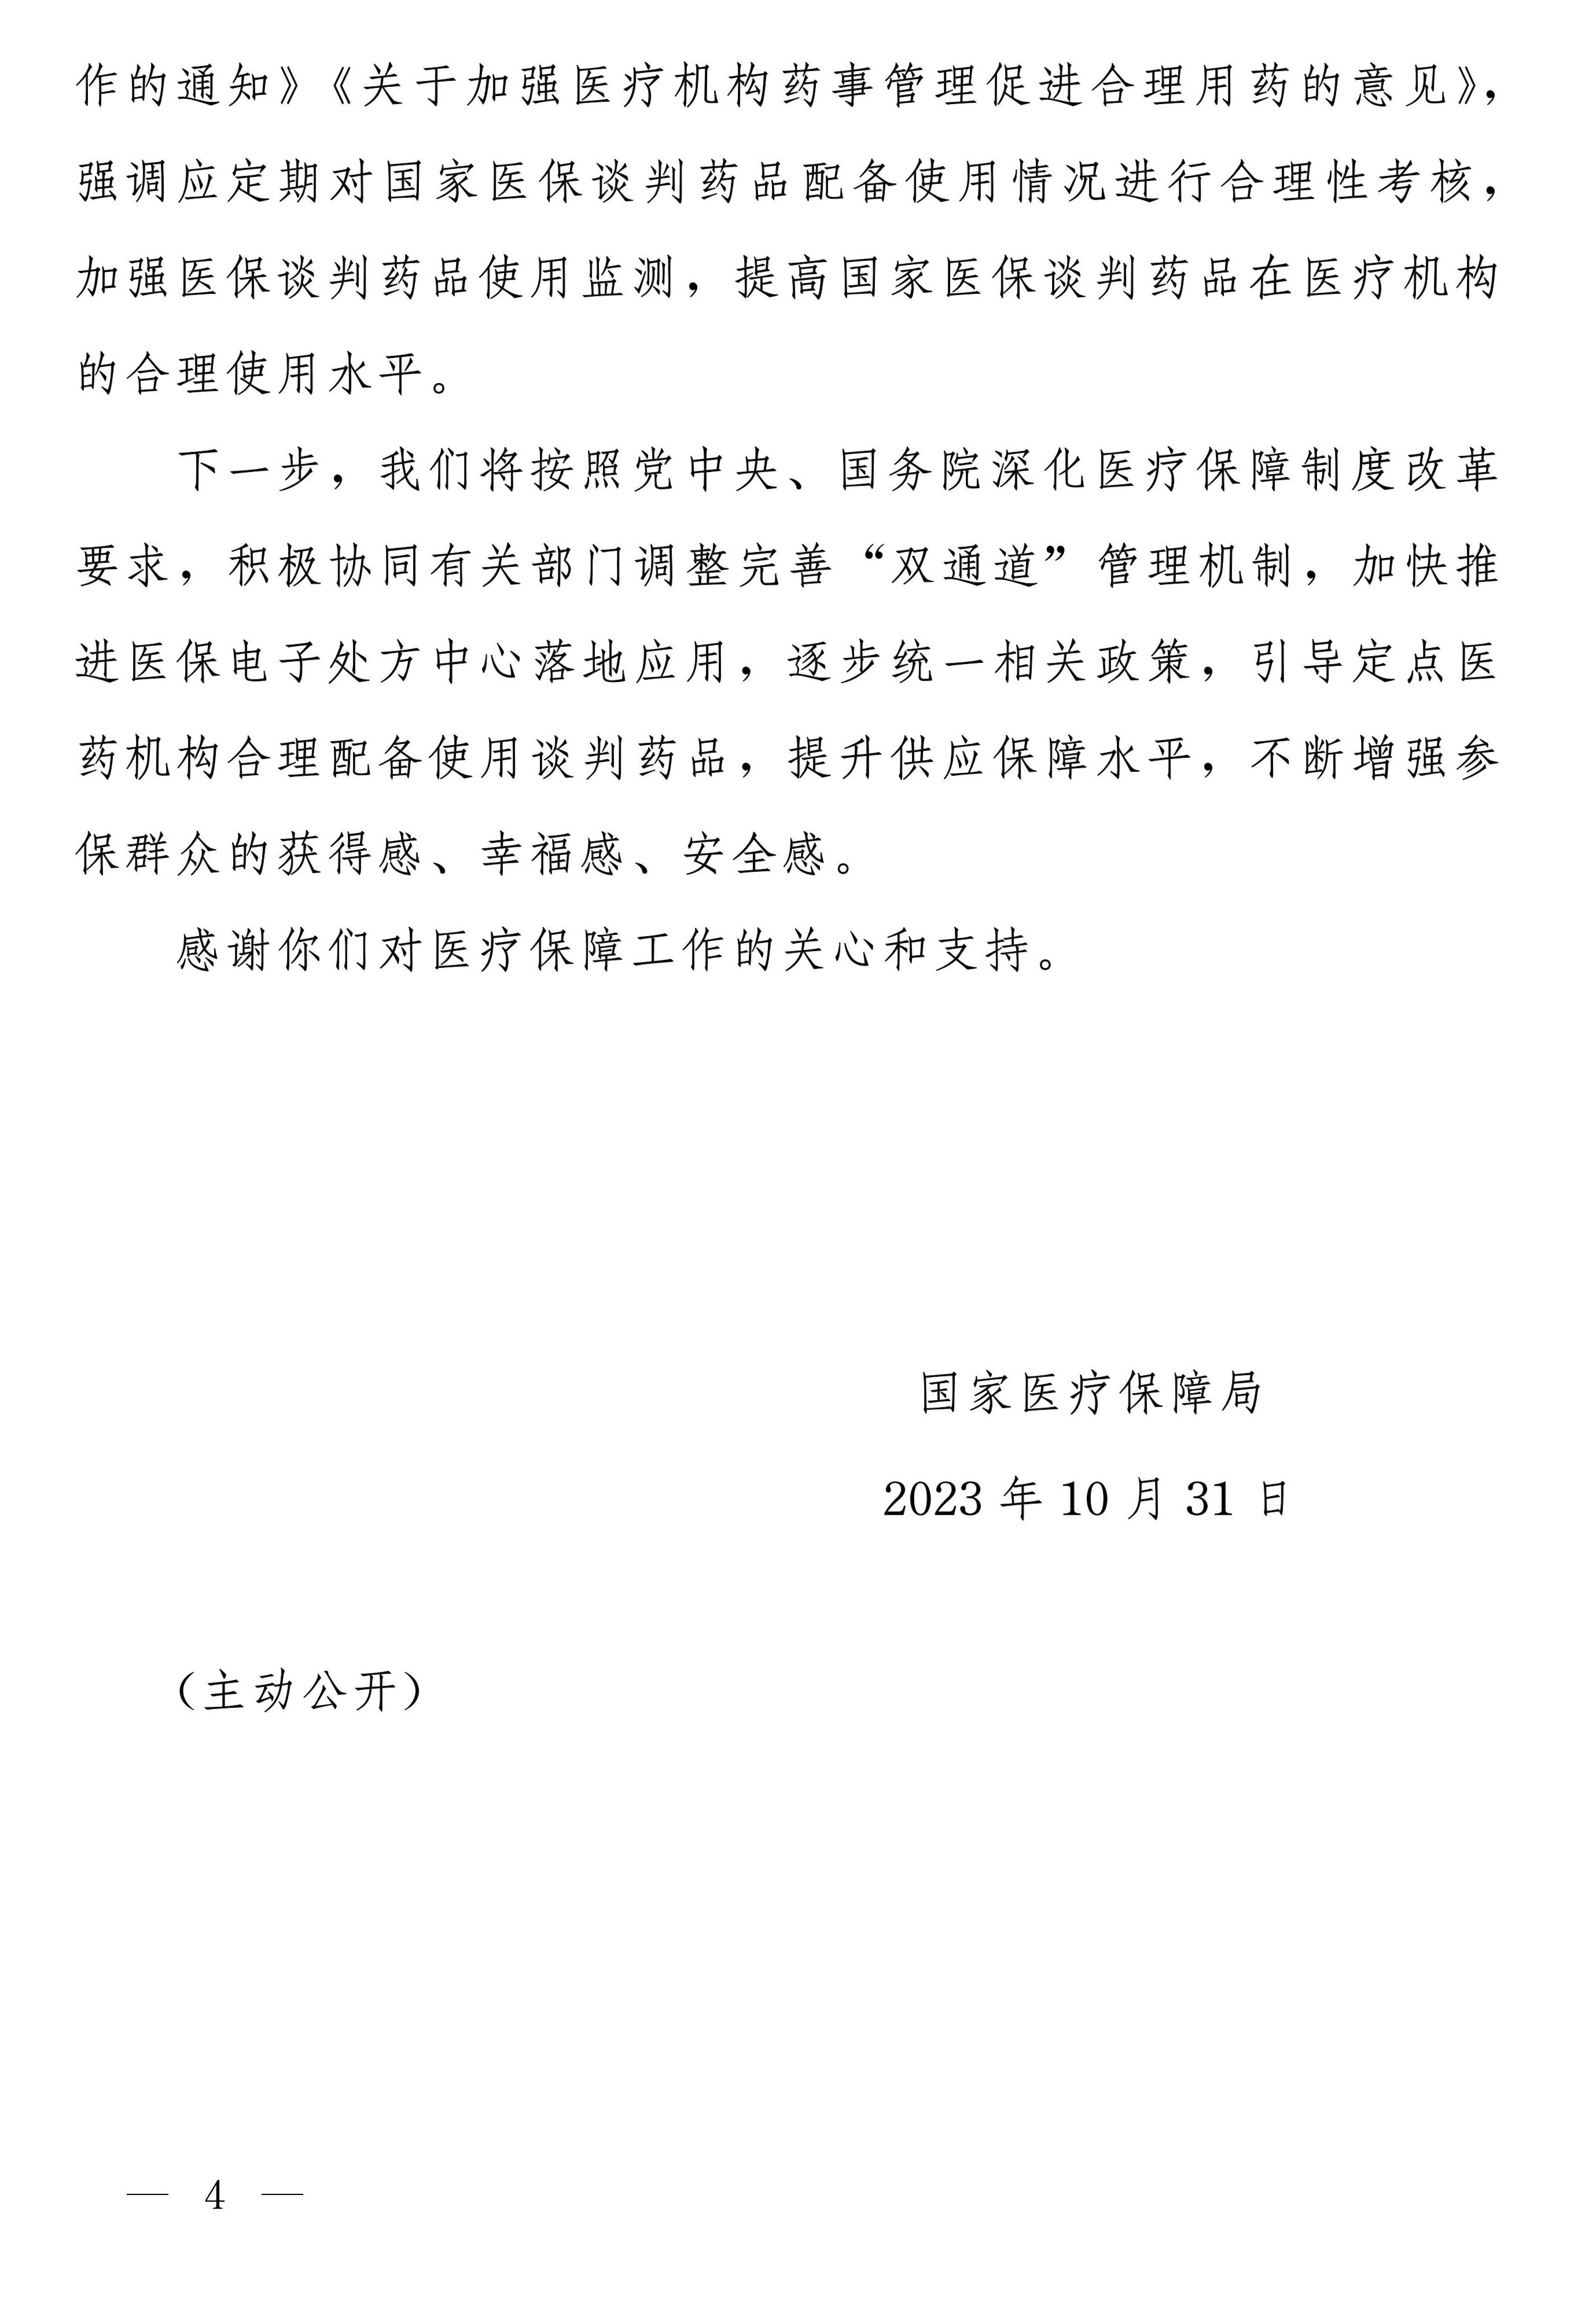 作的通知》《关于加强医疗机构药事管理促进合理用药的意见》，
强调应定期对国家医保谈判药品配备使用情况进行合理性考核，
加强医保谈判药品使用监测，提高国家医保谈判药品在医疗机构
的合理使用水平。
下一步，我们将按照党中央、国务院深化医疗保障制度改革
要求，积极协同有关部门调整完善“双通道”管理机制，加快推
进医保电子处方中心落地应用，逐步统一相关政策，引导定点医
药机构合理配备使用谈判药品，提升供应保障水平，不断增强参
保群众的获得感、幸福感、安全感。
感谢你们对医疗保障工作的关心和支持。
国家医疗保障局
2023 年 10 月 31 日
（主动公开）
— 4 —